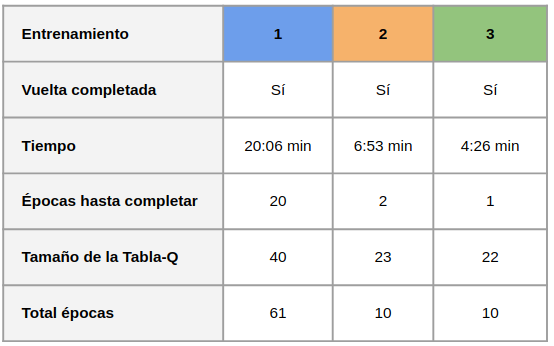 Entrenamiento 1 2 3
Vuelta completada Sí Sí Sí
Tiempo 20:06 min 6:53 min 4:26 min
Épocas hasta completar 20 2 1
Tamaño de la Tabla-Q 40 23 22
Total épocas 61 10 10